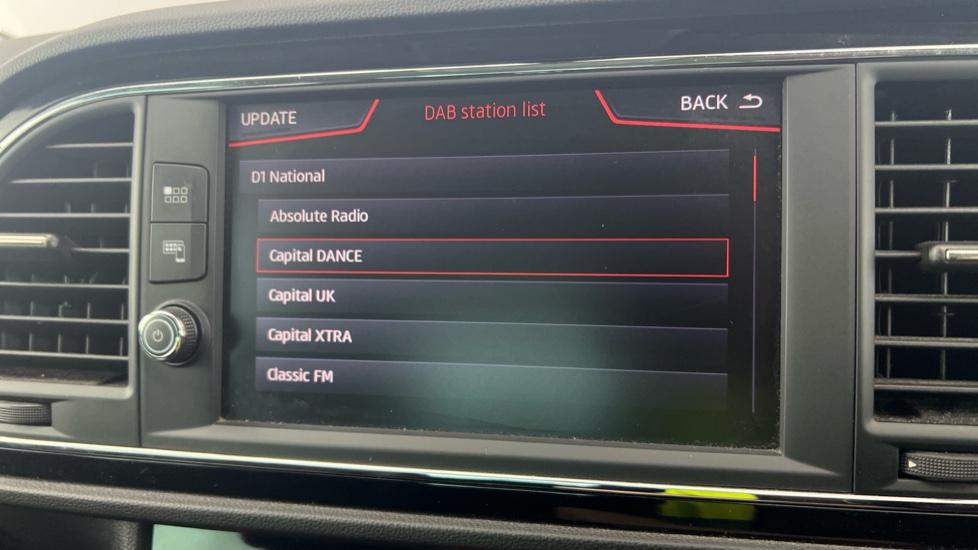 UPDATE
DAB station list
BACK
D1 National
Absolute Radio
Capital DANCE
Capital UK
Capital XTRA
Classic FM